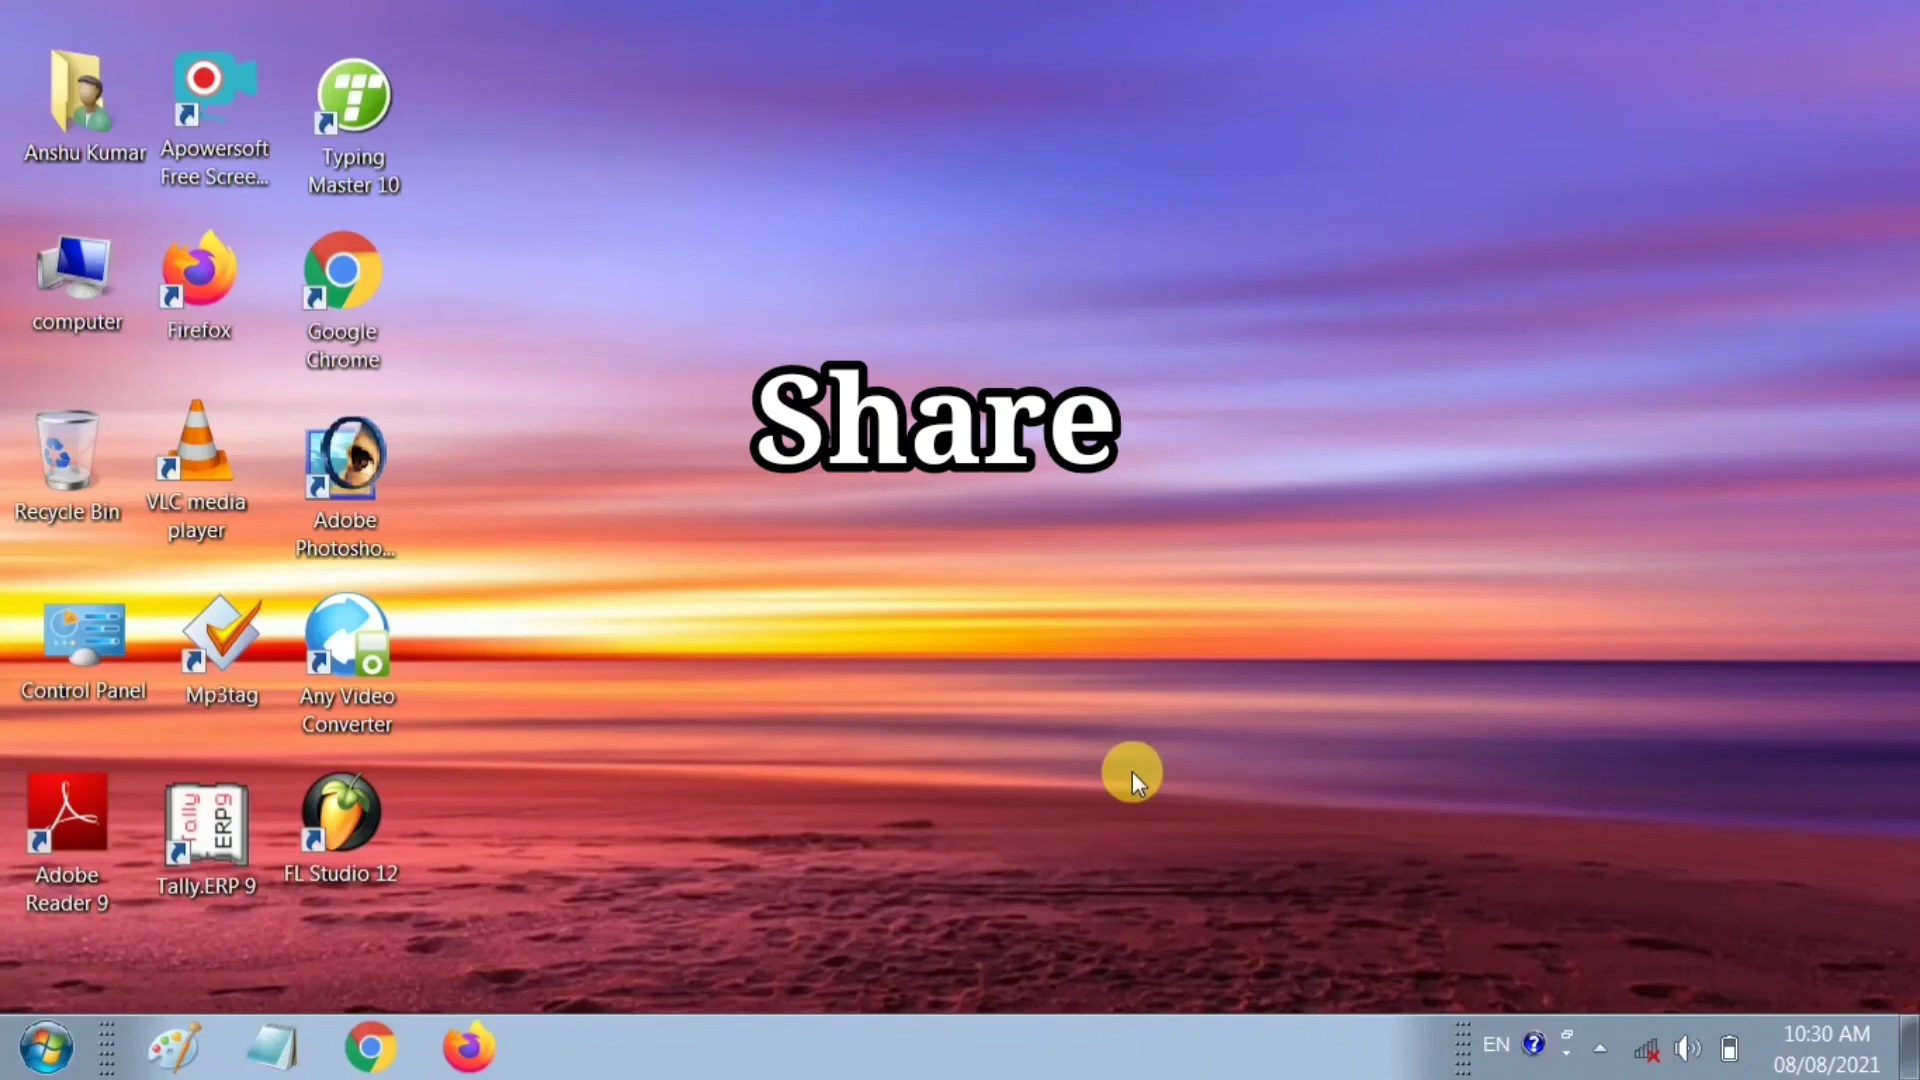 Anshu Kumar
Apowersoft
Free Scree...
Typing
Master 10
computer
Firefox
Google
Chrome
Share
Recycle Bin
VLC media
player
Adobe
Photosho...
Control Panel
Mp3tag
Any Video
Converter
Adobe
Reader 9
Tally
ERP9
Tally.ERP 9
FL Studio 12
EN
?
10:30 AM
08/08/2021